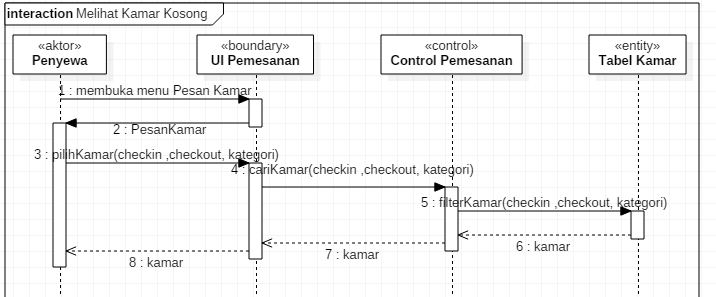 interaction Melihat Kamar Kosong
«aktor»
Penyewa
«boundary»
UI Pemesanan
«control»
Control Pemesanan
«entity»
Tabel Kamar
1 : membuka menu Pesan Kamar
2 : PesanKamar
3 : pilihKamar(checkin ,checkout, kategori)
4 : cariKamar(checkin ,checkout, kategori)
5 : filterKamar(checkin ,checkout, kategori)
6 : kamar
7 : kamar
8 : kamar